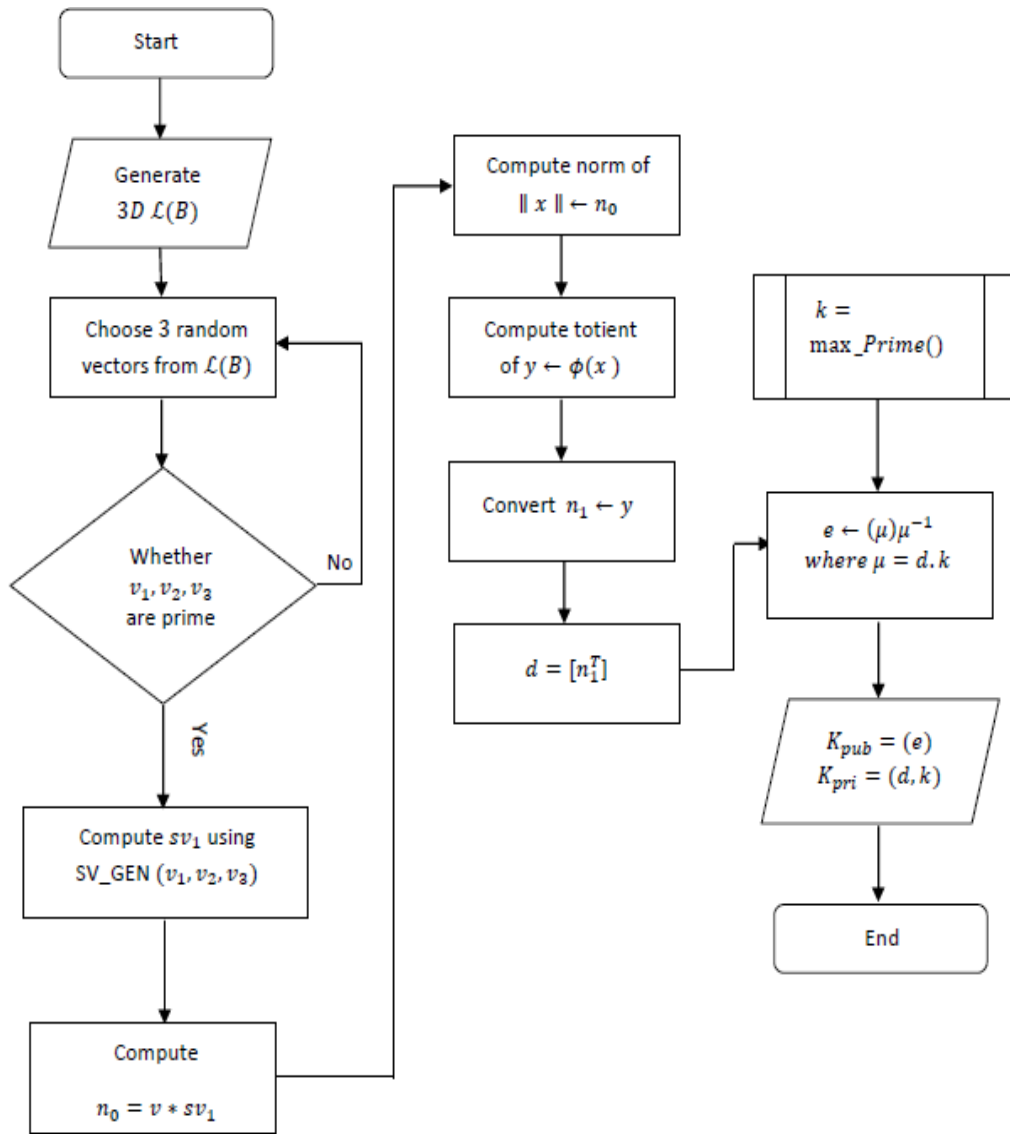 Start
Generate
3D ℒ(B)
Choose 3 random
vectors from ℒ(B)
Whether
v₁, v₂, v₃
are prime
No
Yes
Compute sv₁ using
SV_GEN (v₁, v₂, v₃)
Compute
n₀ = v * sv₁
Compute norm of
‖ x ‖ ← n₀
Compute totient
of y ← ϕ(x )
Convert n₁ ← y
d = [n₁ᵀ]
k =
max _Prime()
e ← (μ)μ⁻¹
where μ = d. k
K_pub = (e)
K_pri = (d, k)
End